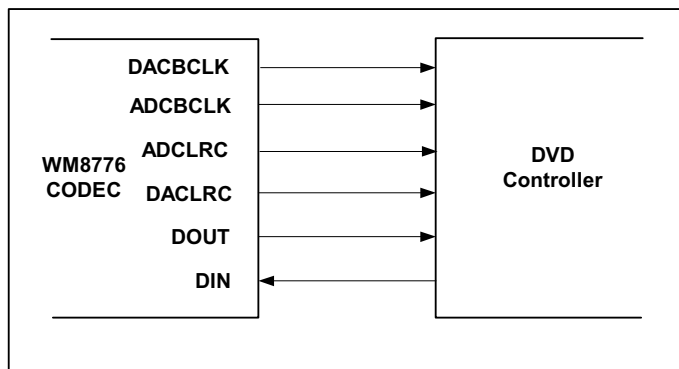 DACBCLK
ADCBCLK
ADCLRC
WM8776
CODEC
DACLRC
DOUT
DIN
DVD
Controller